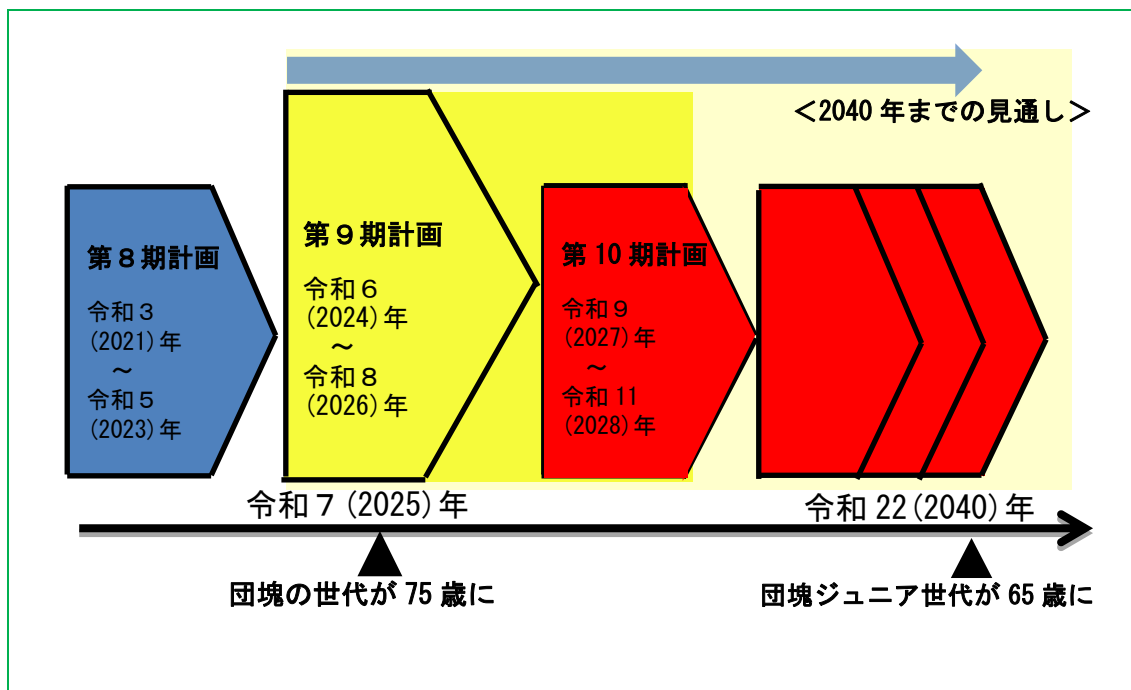 <2040 年までの見通し>
第８期計画
令和３
(2021)年
～
令和５
(2023)年
第９期計画
令和６
(2024)年
～
令和８
(2026)年
第 10 期計画
令和９
(2027)年
～
令和 11
(2028)年
令和７(2025)年
令和 22(2040)年
団塊の世代が 75 歳に
団塊ジュニア世代が 65 歳に